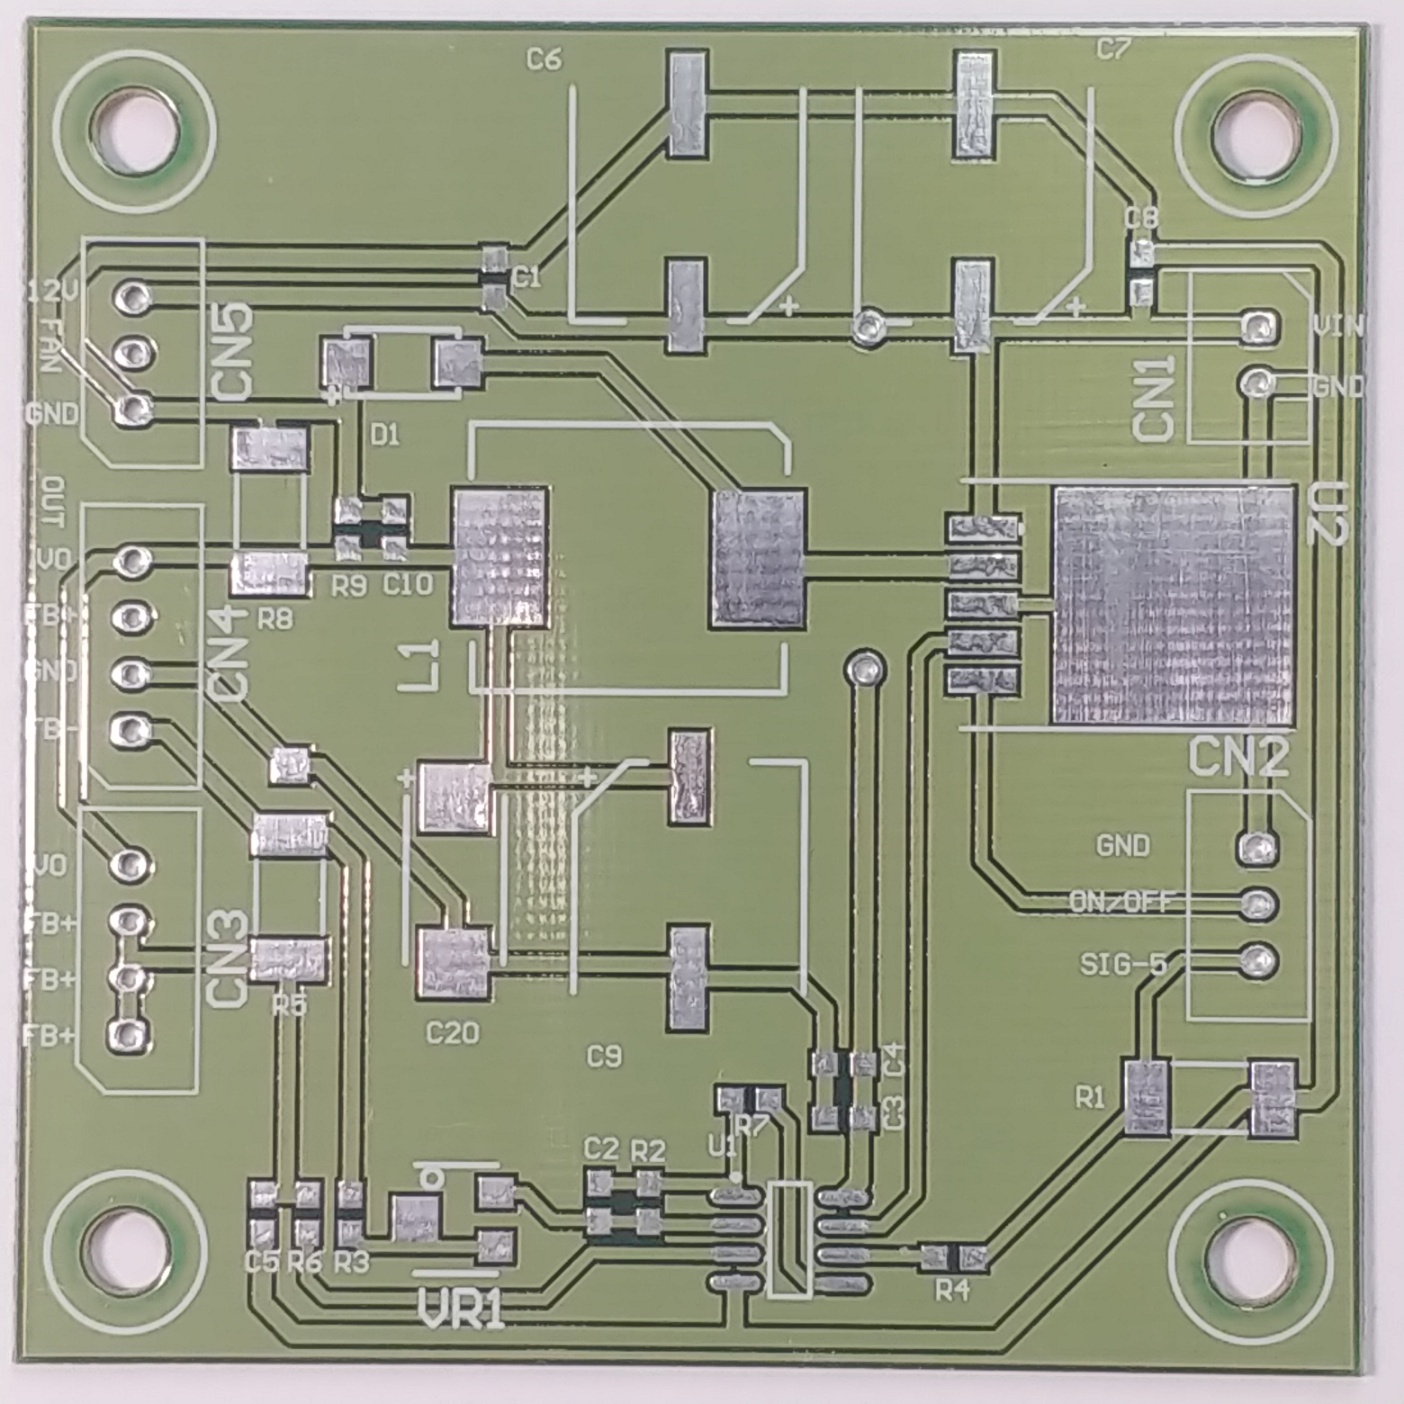 C6
C7
C8
12V
C1
FAN
CN5
VIN
CN1
GND
GND
D1
OUT
U2
VO
R9
C10
FB+
R8
CN4
L1
GND
FB-
CN2
GND
VO
ON/OFF
FB+
CN3
SIG-5
FB+
R5
FB+
C20
C9
C4
R1
C3
R7
U1
C2
R2
C5
R6
R3
R4
VR1
+
+
+
+
+